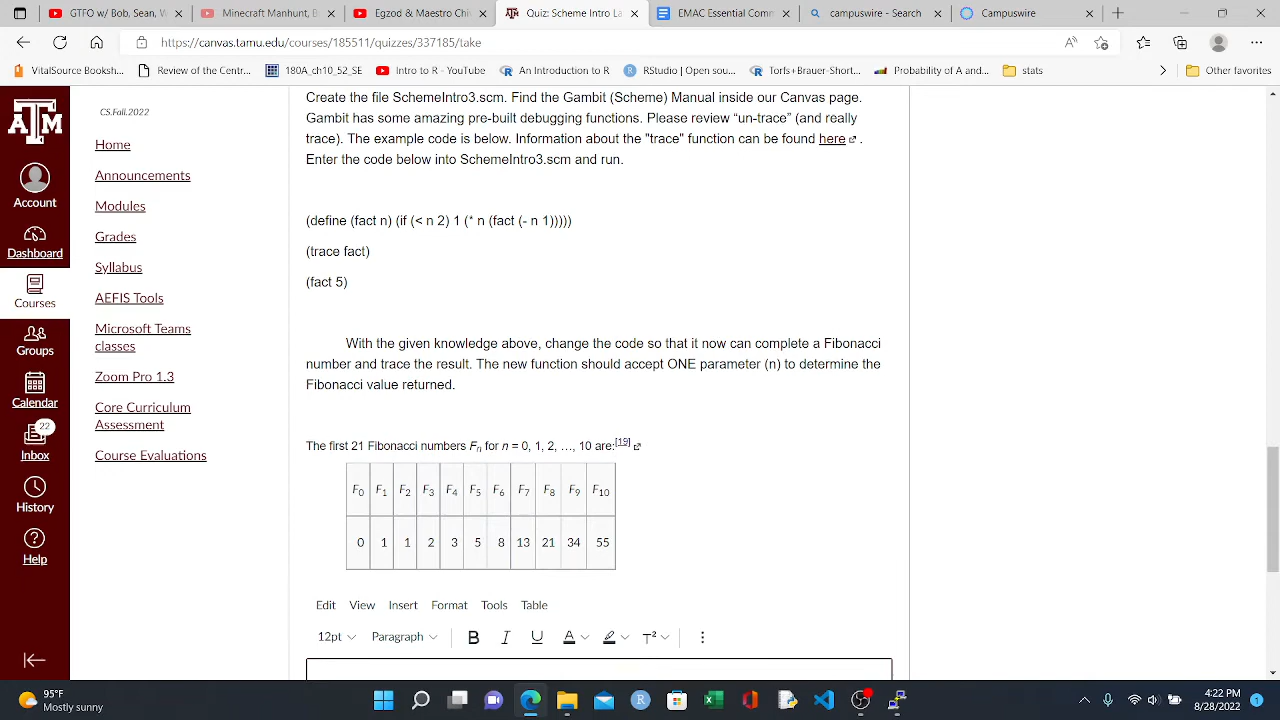 GTFO w/ Bob, Sean, W
Minecraft Manhunt, B
Egzod & Maestro Chiv
Quiz: Scheme Intro La
EMAC Essential Comm
campuswire - Search
Campuswire
https://canvas.tamu.edu/courses/185511/quizzes/337185/take
VitalSource Booksh...
Review of the Centr...
180A_ch10_52_SE
Intro to R - YouTube
An Introduction to R
RStudio | Open sou...
Torfs+Brauer-Short...
Probability of A and...
stats
Other favorites
CS.Fall.2022
Home
Announcements
Modules
Grades
Syllabus
AEFIS Tools
Microsoft Teams
classes
Zoom Pro 1.3
Core Curriculum
Assessment
Course Evaluations
Account
Dashboard
Courses
Groups
Calendar
22
Inbox
History
Help
Create the file SchemeIntro3 scm. Find the Gambit (Scheme) Manual inside our Canvas page.
Gambit has some amazing pre-built debugging functions. Please review “un-trace” (and really
trace). The example code is below. Information about the "trace" function can be found here .
Enter the code below into SchemeIntro3.scm and run.
(define (fact n) (if (< n 2) 1 (* n (fact (- n 1)))))
(trace fact)
(fact 5)
With the given knowledge above, change the code so that it now can complete a Fibonacci
number and trace the result. The new function should accept ONE parameter (n) to determine the
Fibonacci value returned.
The first 21 Fibonacci numbers Fn for n = 0, 1, 2, …, 10 are:[19]
F0 F1 F2 F3 F4 F5 F6 F7 F8 F9 F10
0 1 1 2 3 5 8 13 21 34 55
Edit View Insert Format Tools Table
12pt Paragraph B I U A T²
95°F
Mostly sunny
4:22 PM
8/28/2022
1